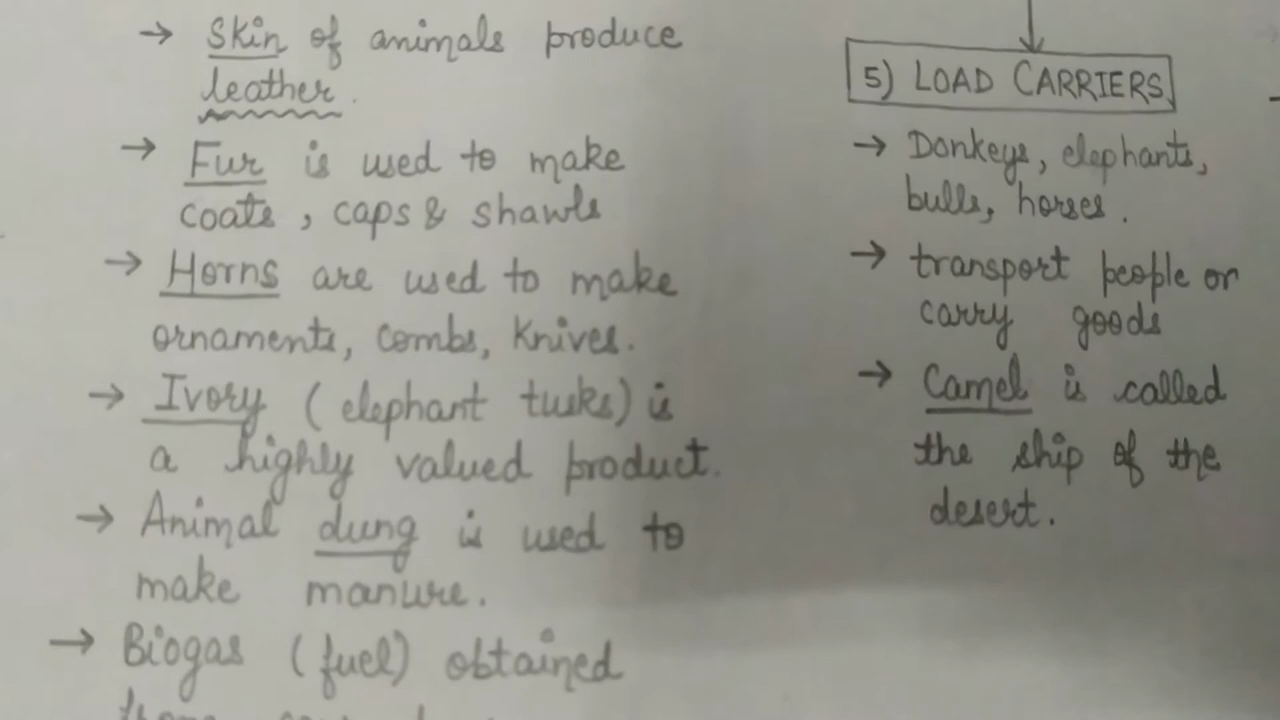 → Skin of animals produce
leather.
→ Fur is used to make
coats, caps & shawls
→ Horns are used to make
ornaments, combs, knives.
→ Ivory (elephant tusks) is
a highly valued product.
→ Animal dung is used to
make manure.
→ Biogas (fuel) obtained
5) LOAD CARRIERS
→ Donkeys, elephants,
bulls, horses.
→ transport people or
carry goods
→ Camel is called
the ship of the
desert.